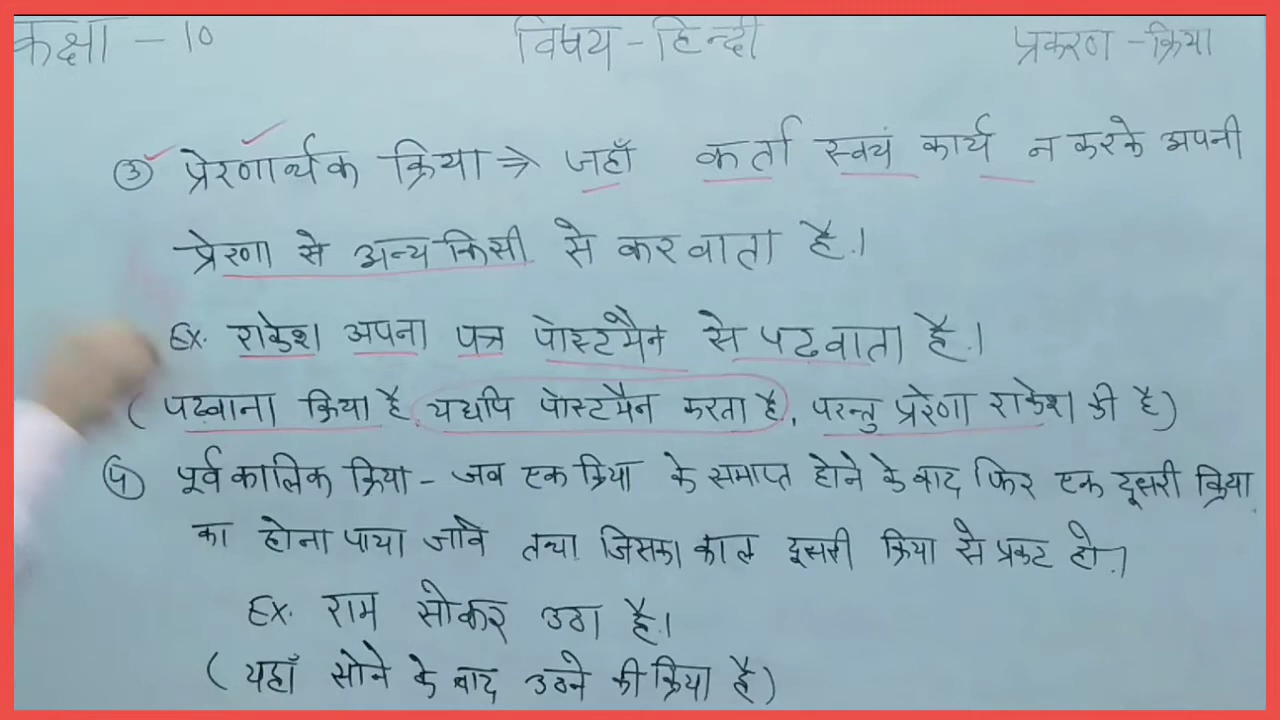 कक्षा - 10 विषय - हिन्दी प्रकरण - क्रिया
③ प्रेरणार्थक क्रिया ⇒ जहाँ कर्ता स्वयं कार्य न करके अपनी
प्रेरणा से अन्य किसी से करवाता है।
Ex. राकेश अपना पत्र पोस्टमैन से पढवाता है।
( पढवाना क्रिया है, यद्यपि पोस्टमैन करता है, परन्तु प्रेरणा राकेश की है)
④ पूर्वकालिक क्रिया - जब एक क्रिया के समाप्त होने के बाद फिर एक दूसरी क्रिया
का होना पाया जावे तथा जिसका काल दूसरी क्रिया से प्रकट हो।
Ex. राम सोकर उठा है।
( यहाँ सोने के बाद उठने की क्रिया है)